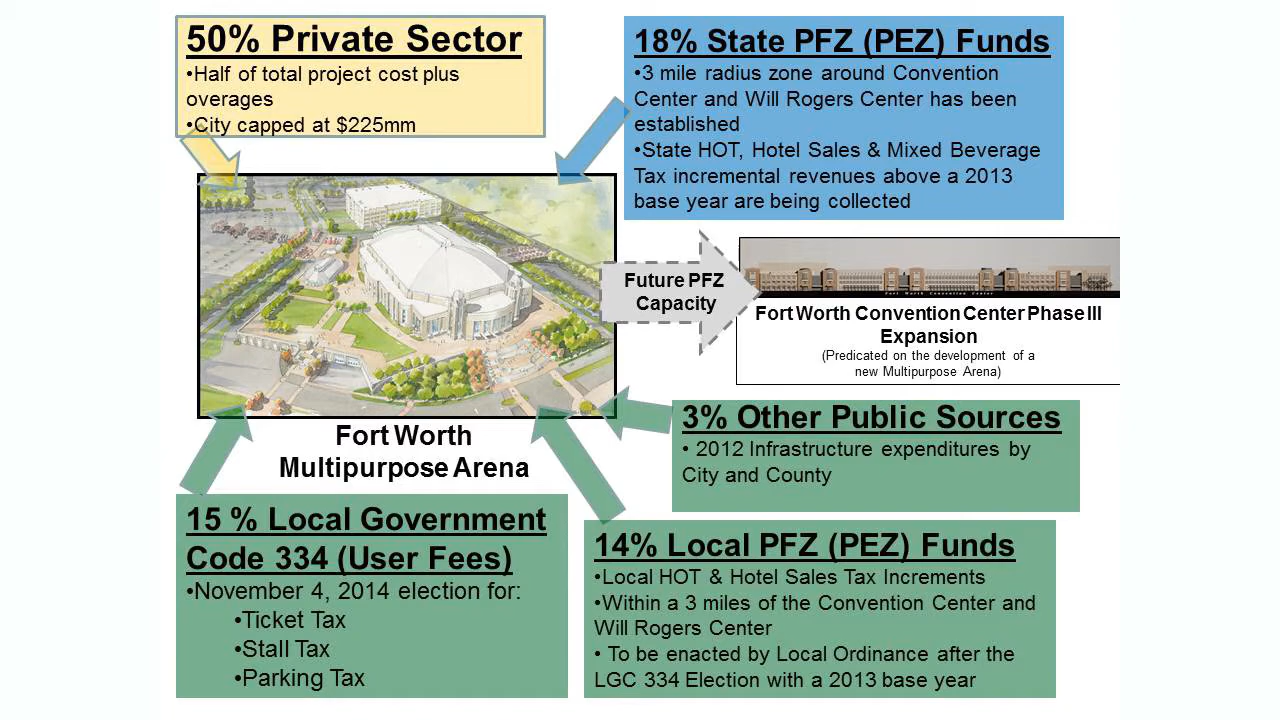 50% Private Sector
•Half of total project cost plus
overages
•City capped at $225mm
18% State PFZ (PEZ) Funds
•3 mile radius zone around Convention
Center and Will Rogers Center has been
established
•State HOT, Hotel Sales & Mixed Beverage
Tax incremental revenues above a 2013
base year are being collected
Future PFZ
Capacity
Fort Worth Convention Center
Fort Worth Convention Center Phase III
Expansion
(Predicated on the development of a
new Multipurpose Arena)
Fort Worth
Multipurpose Arena
3% Other Public Sources
• 2012 Infrastructure expenditures by
City and County
15 % Local Government
Code 334 (User Fees)
•November 4, 2014 election for:
•Ticket Tax
•Stall Tax
•Parking Tax
14% Local PFZ (PEZ) Funds
•Local HOT & Hotel Sales Tax Increments
•Within a 3 miles of the Convention Center and
Will Rogers Center
• To be enacted by Local Ordinance after the
LGC 334 Election with a 2013 base year